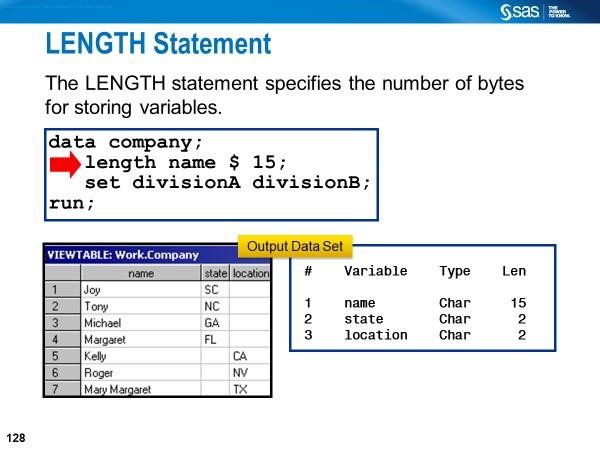 sas THE POWER TO KNOW.
LENGTH Statement
The LENGTH statement specifies the number of bytes
for storing variables.
data company;
length name $ 15;
set divisionA divisionB;
run;
Output Data Set
VIEWTABLE: Work.Company
name state location
1 Joy SC
2 Tony NC
3 Michael GA
4 Margaret FL
5 Kelly CA
6 Roger NV
7 Mary Margaret TX
# Variable Type Len
1 name Char 15
2 state Char 2
3 location Char 2
128